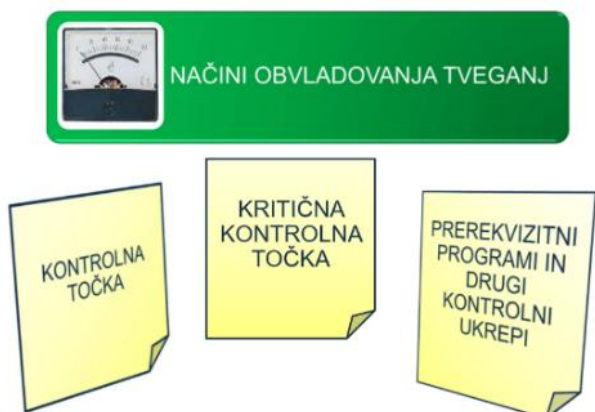 NAČINI OBVLADOVANJA TVEGANJ
KONTROLNA
TOČKA
KRITIČNA
KONTROLNA
TOČKA
PREREKVIZITNI
PROGRAMI IN
DRUGI
KONTROLNI
UKREPI